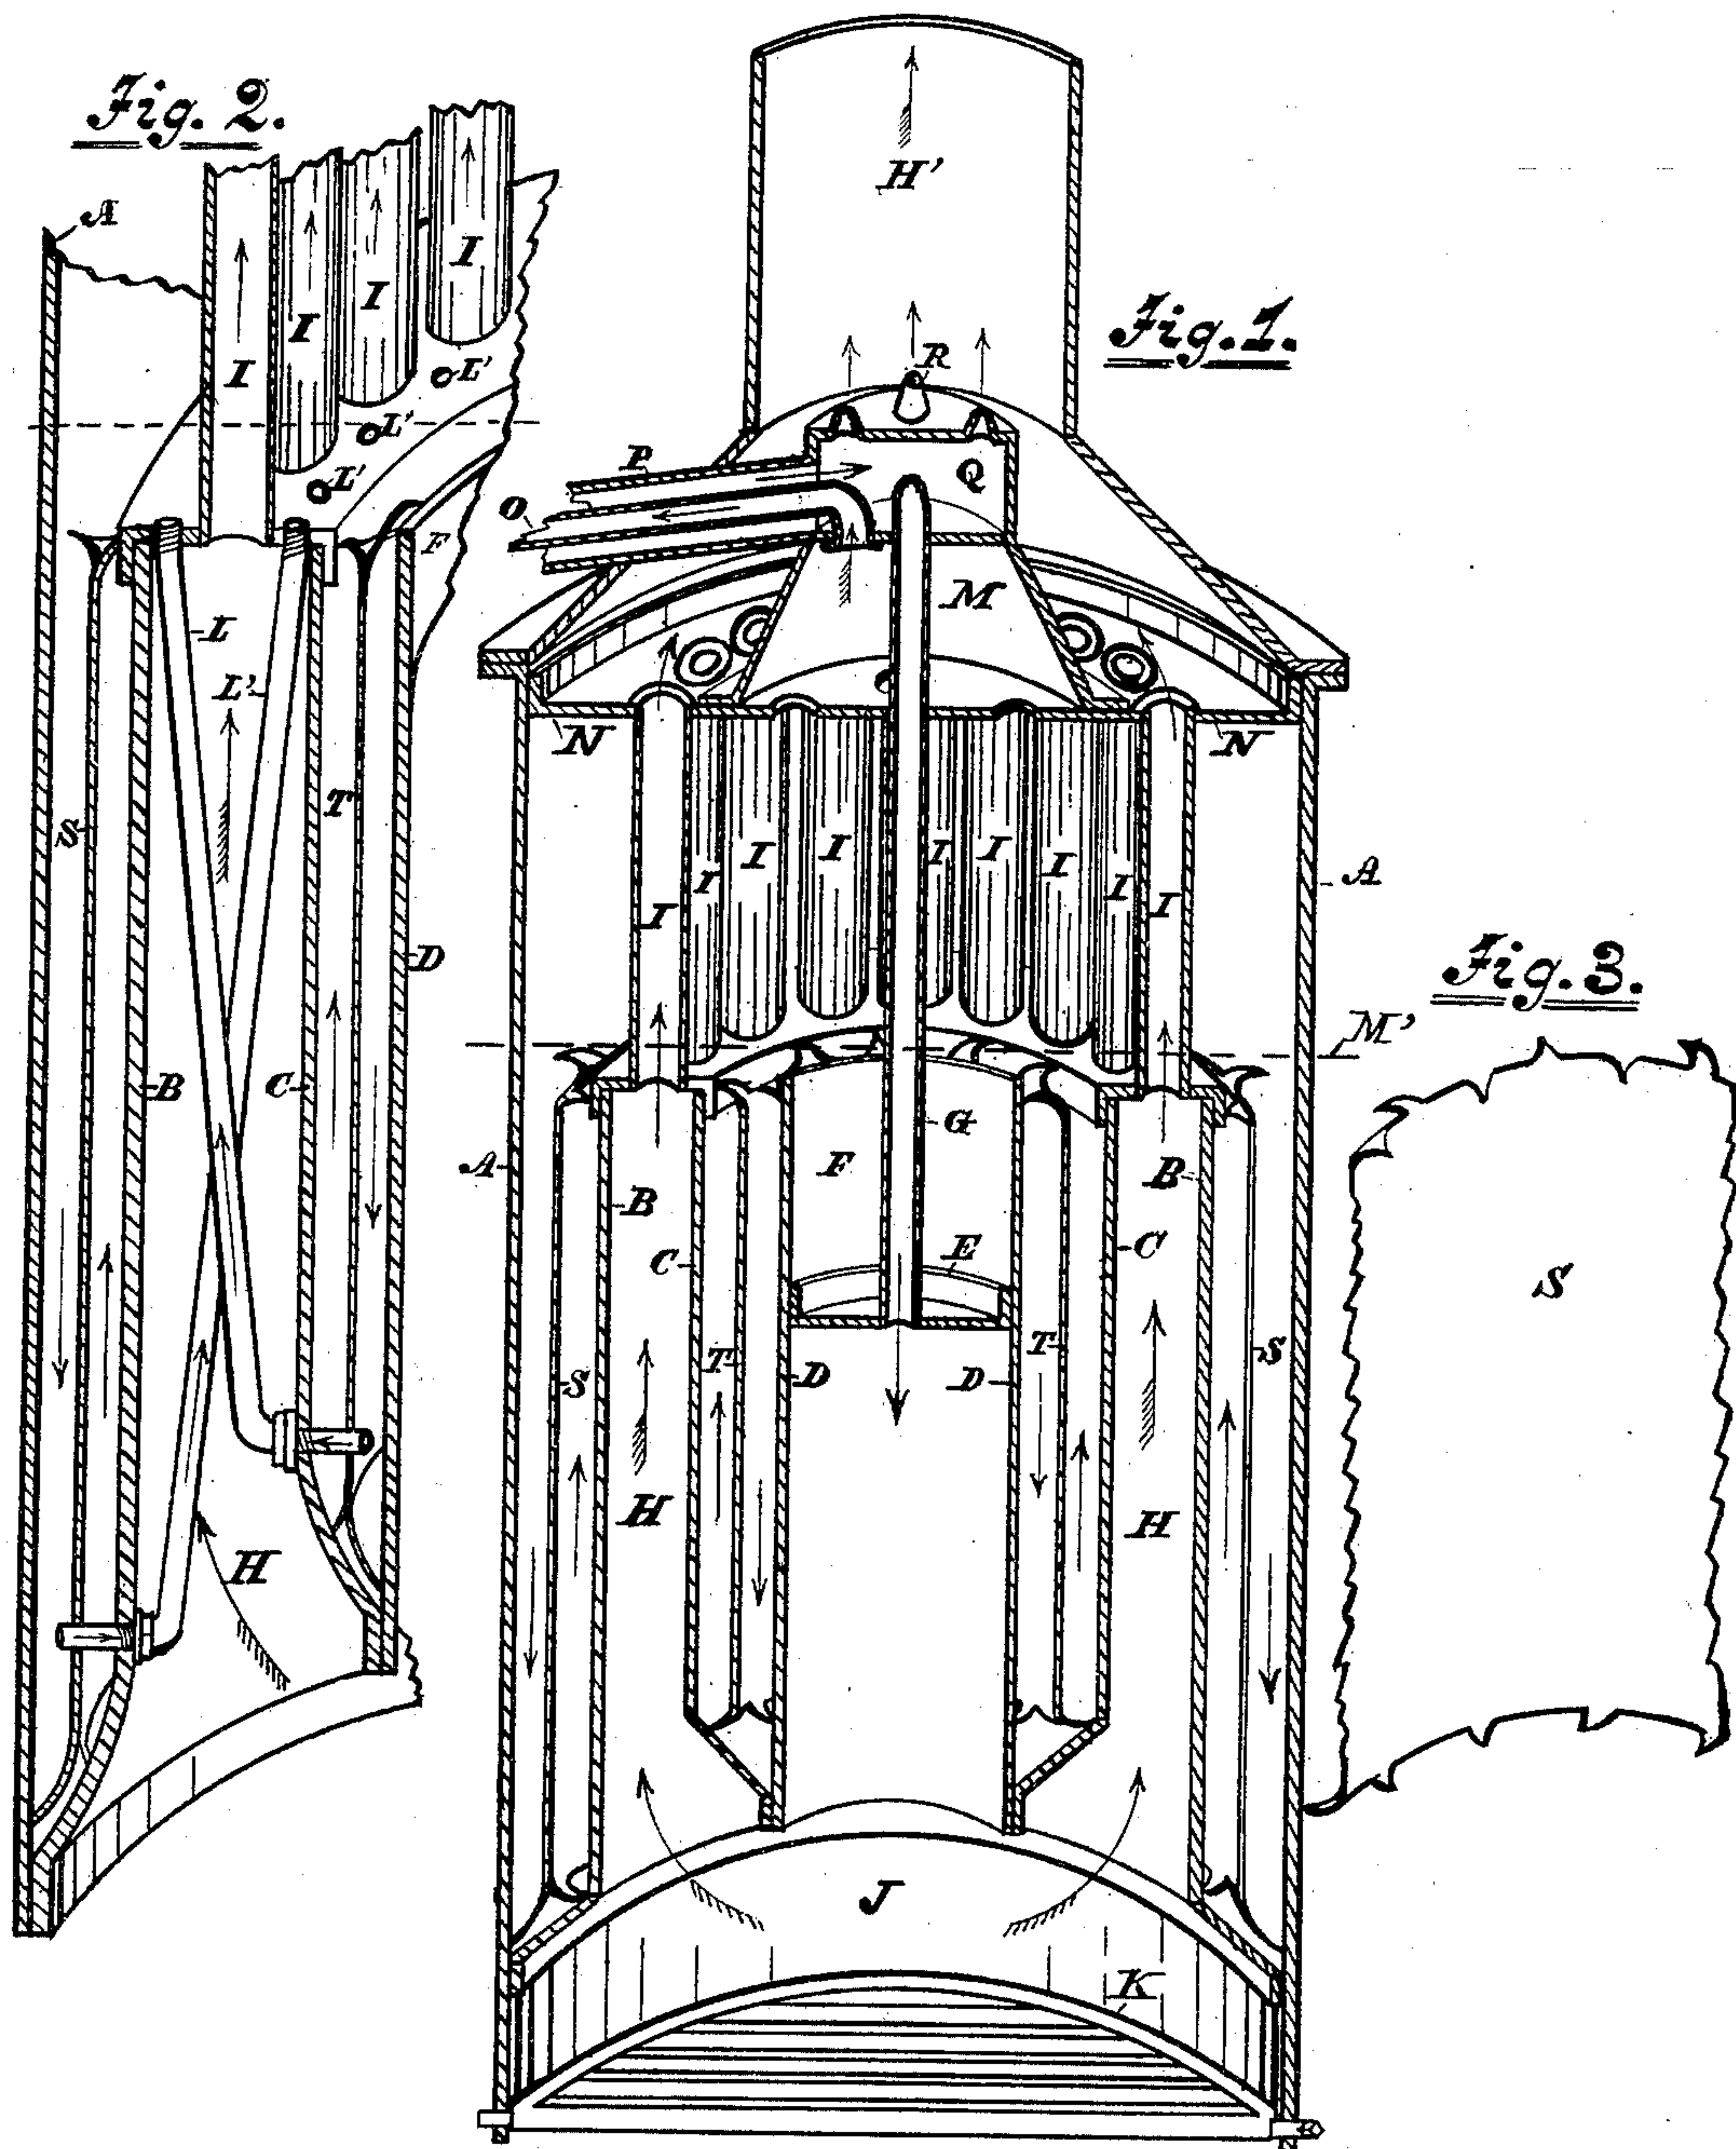 Fig. 2.
H'
A
I
I
I
I
Fig. 1.
R
L'
L'
L'
P
Q
O
F
M
L
L'
N
N
T
S
I
I
I
I
I
I
I
I
A
D
Fig. 3.
M'
B
C
G
A
F
B
B
C
C
E
S
S
T
D
T
D
S
H
H
H
J
K